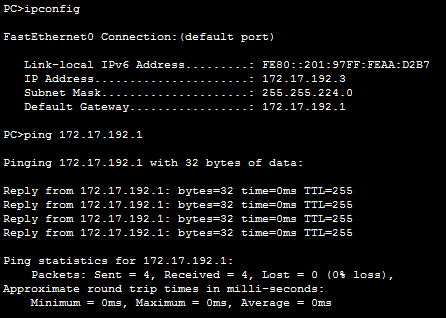 PC>ipconfig
FastEthernet0 Connection:(default port)
Link-local IPv6 Address.........: FE80::201:97FF:FEAA:D2B7
IP Address......................: 172.17.192.3
Subnet Mask.....................: 255.255.224.0
Default Gateway.................: 172.17.192.1
PC>ping 172.17.192.1
Pinging 172.17.192.1 with 32 bytes of data:
Reply from 172.17.192.1: bytes=32 time=0ms TTL=255
Reply from 172.17.192.1: bytes=32 time=0ms TTL=255
Reply from 172.17.192.1: bytes=32 time=0ms TTL=255
Reply from 172.17.192.1: bytes=32 time=0ms TTL=255
Ping statistics for 172.17.192.1:
Packets: Sent = 4, Received = 4, Lost = 0 (0% loss),
Approximate round trip times in milli-seconds:
Minimum = 0ms, Maximum = 0ms, Average = 0ms